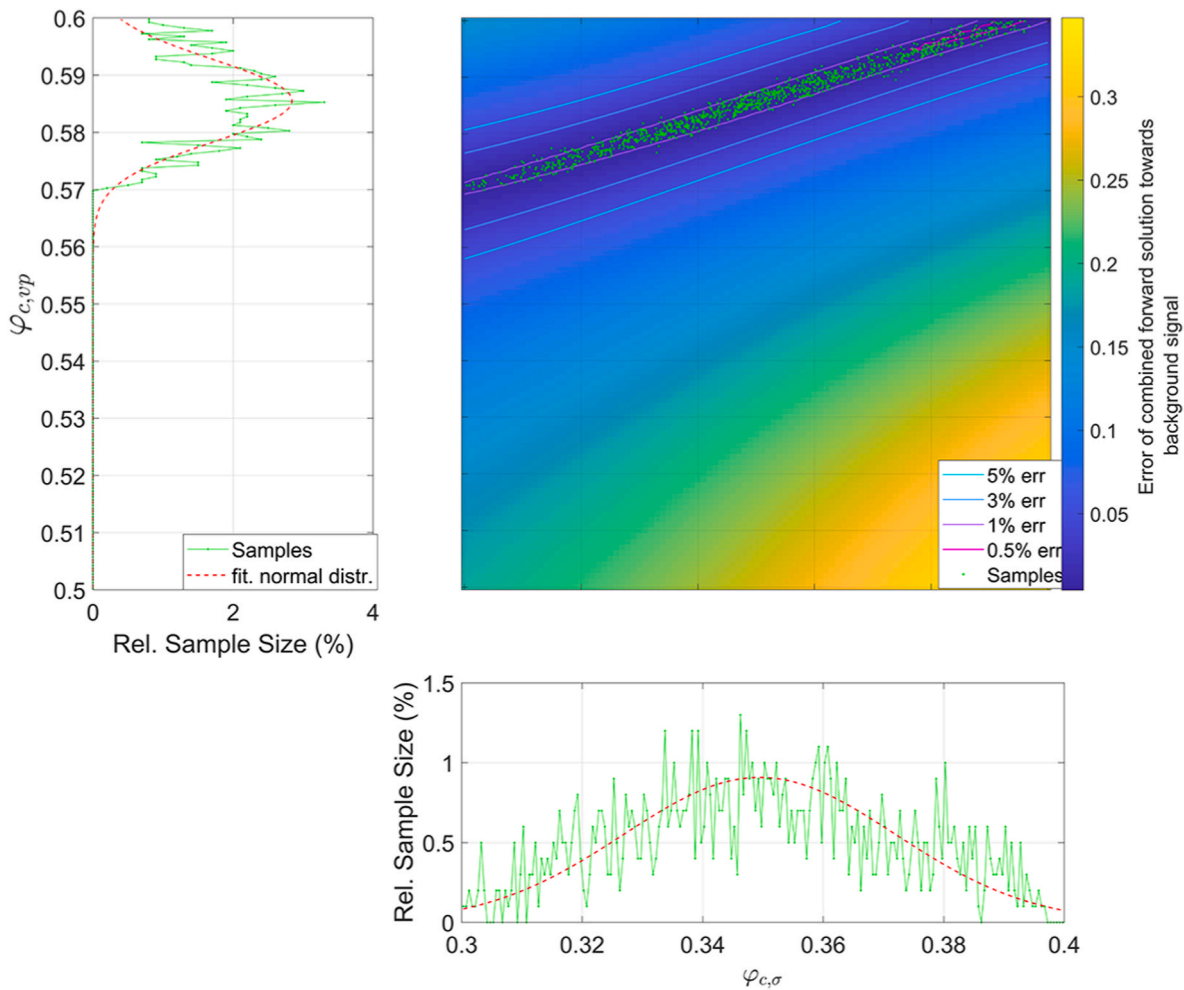 0.6
0.59
0.58
0.57
0.56
0.55
0.54
0.53
0.52
0.51
0.5
φc,vp
0 2 4
Rel. Sample Size (%)
Samples
fit. normal distr.
5% err
3% err
1% err
0.5% err
Samples
0.3
0.25
0.2
0.15
0.1
0.05
Error of combined forward solution towards
background signal
1.5
1
0.5
0
Rel. Sample Size (%)
0.3 0.32 0.34 0.36 0.38 0.4
φc,σ